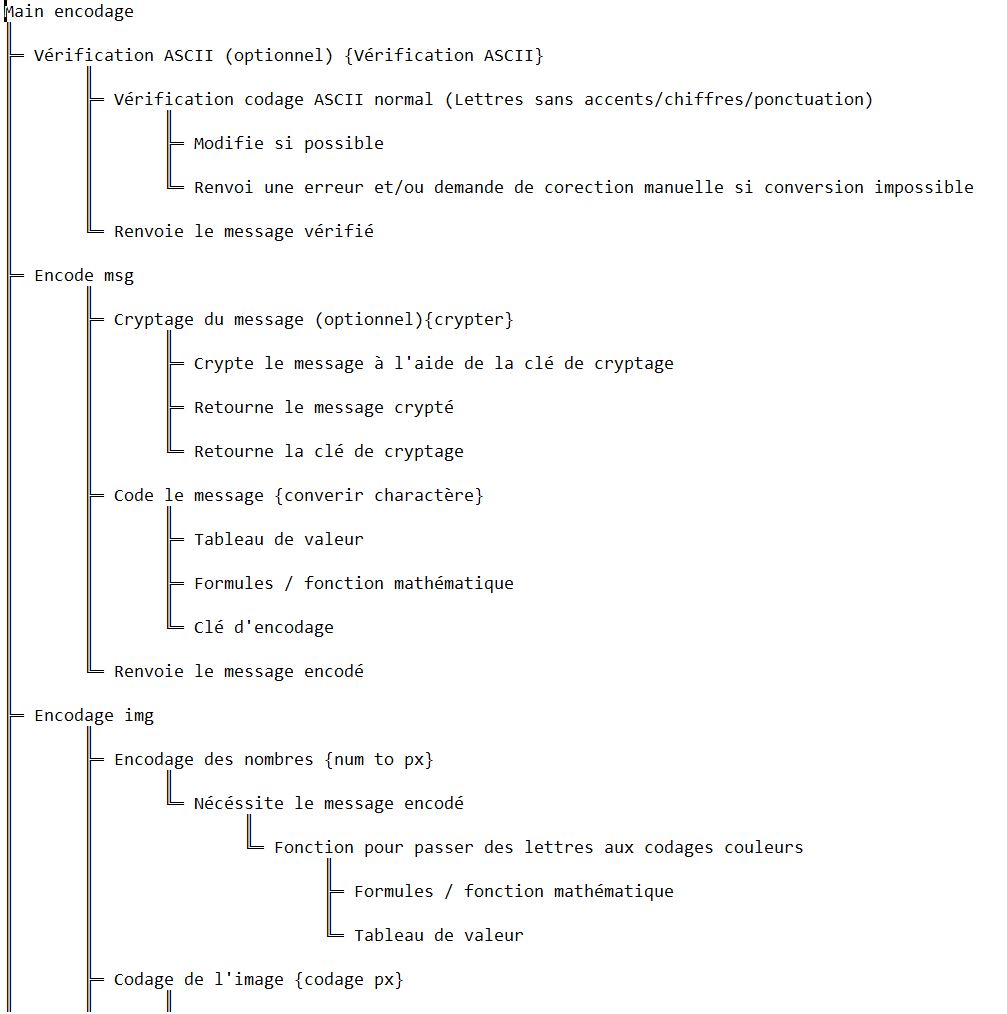 Main encodage
Vérification ASCII (optionnel) {Vérification ASCII}
Vérification codage ASCII normal (Lettres sans accents/chiffres/ponctuation)
Modifie si possible
Renvoi une erreur et/ou demande de corection manuelle si conversion impossible
Renvoie le message vérifié
Encode msg
Cryptage du message (optionnel){crypter}
Crypte le message à l'aide de la clé de cryptage
Retourne le message crypté
Retourne la clé de cryptage
Code le message {converir charactère}
Tableau de valeur
Formules / fonction mathématique
Clé d'encodage
Renvoie le message encodé
Encodage img
Encodage des nombres {num to px}
Nécéssite le message encodé
Fonction pour passer des lettres aux codages couleurs
Formules / fonction mathématique
Tableau de valeur
Codage de l'image {codage px}